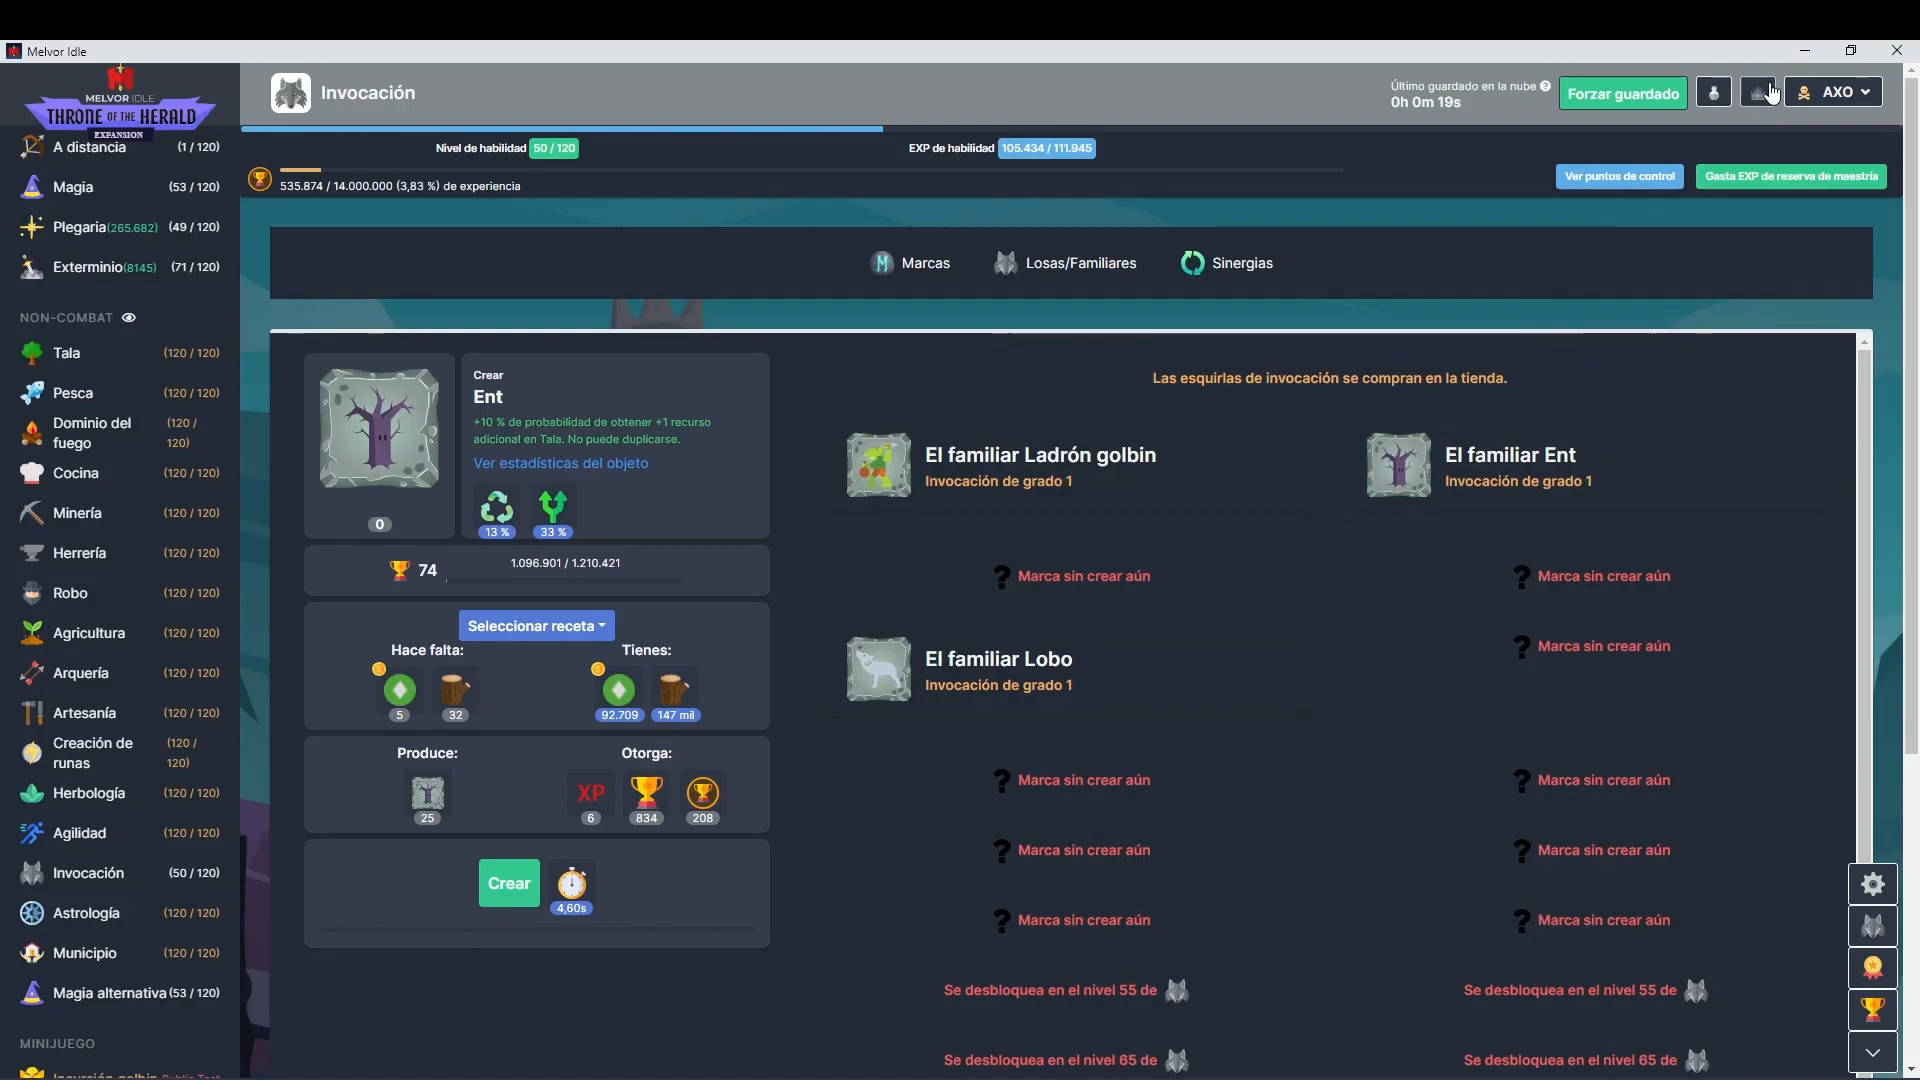 Melvor Idle
MELVOR IDLE
THRONE OF THE HERALD
EXPANSION
Invocación
Último guardado en la nube
0h 0m 19s
Forzar guardado
AXO
Nivel de habilidad 50 / 120
EXP de habilidad 105.434 / 111.945
535.874 / 14.000.000 (3,83 %) de experiencia
Ver puntos de control
Gasta EXP de reserva de maestría
A distancia (1 / 120)
Magia (53 / 120)
Plegaria(265.682) (49 / 120)
Exterminio(8145) (71 / 120)
NON-COMBAT
Tala (120 / 120)
Pesca (120 / 120)
Dominio del fuego (120 / 120)
Cocina (120 / 120)
Minería (120 / 120)
Herrería (120 / 120)
Robo (120 / 120)
Agricultura (120 / 120)
Arquería (120 / 120)
Artesanía (120 / 120)
Creación de runas (120 / 120)
Herbología (120 / 120)
Agilidad (120 / 120)
Invocación (50 / 120)
Astrología (120 / 120)
Municipio (120 / 120)
Magia alternativa (53 / 120)
MINIJUEGO
Marcas
Losas/Familiares
Sinergias
Crear
Ent
+10 % de probabilidad de obtener +1 recurso
adicional en Tala. No puede duplicarse.
Ver estadísticas del objeto
0
13 %
33 %
74
1.096.901 / 1.210.421
Seleccionar receta
Hace falta:
Tienes:
5
32
92.709
147 mil
Produce:
Otorga:
25
XP
6
834
208
Crear
4,60s
Las esquirlas de invocación se compran en la tienda.
El familiar Ladrón golbin
Invocación de grado 1
El familiar Ent
Invocación de grado 1
? Marca sin crear aún
? Marca sin crear aún
El familiar Lobo
Invocación de grado 1
? Marca sin crear aún
? Marca sin crear aún
? Marca sin crear aún
? Marca sin crear aún
? Marca sin crear aún
? Marca sin crear aún
? Marca sin crear aún
Se desbloquea en el nivel 55 de
Se desbloquea en el nivel 55 de
Se desbloquea en el nivel 65 de
Se desbloquea en el nivel 65 de